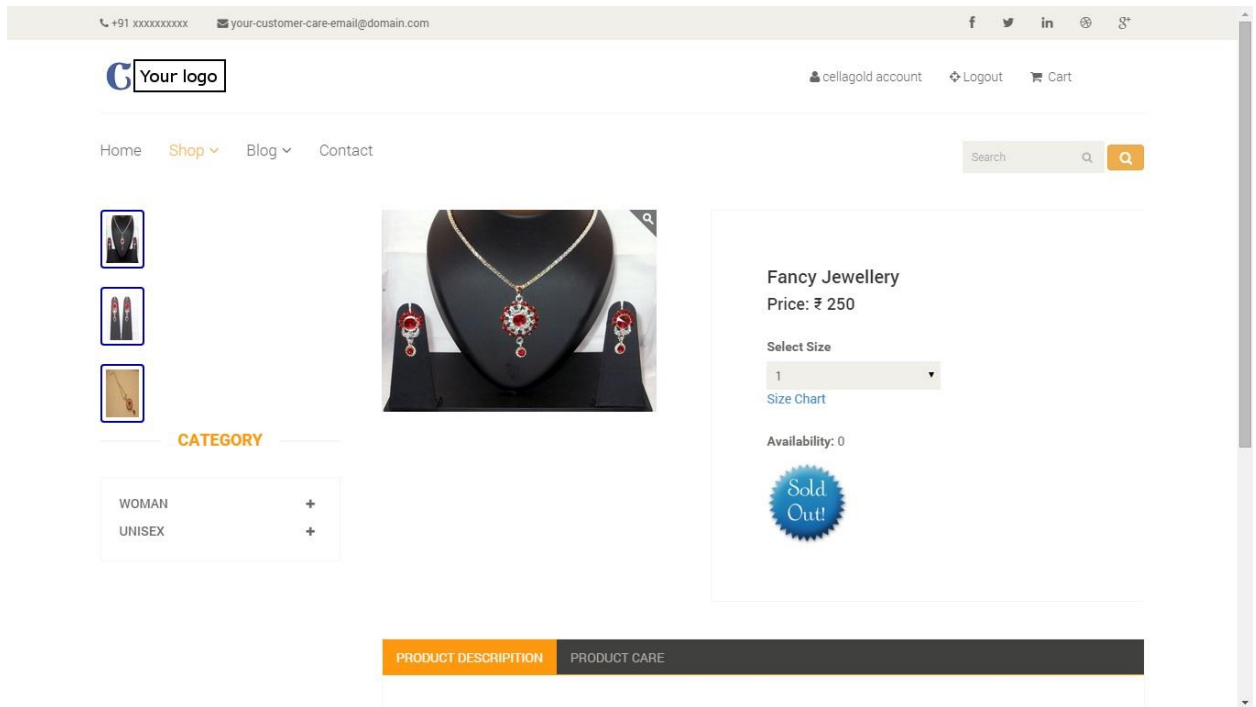 +91 xxxxxxxxxx your-customer-care-email@domain.com f in g+
C Your logo
cellagold account Logout Cart
Home Shop Blog Contact
Search
Fancy Jewellery
Price: ₹ 250
Select Size
1
Size Chart
Availability: 0
Sold
Out!
CATEGORY
WOMAN +
UNISEX +
PRODUCT DESCRIPITION PRODUCT CARE